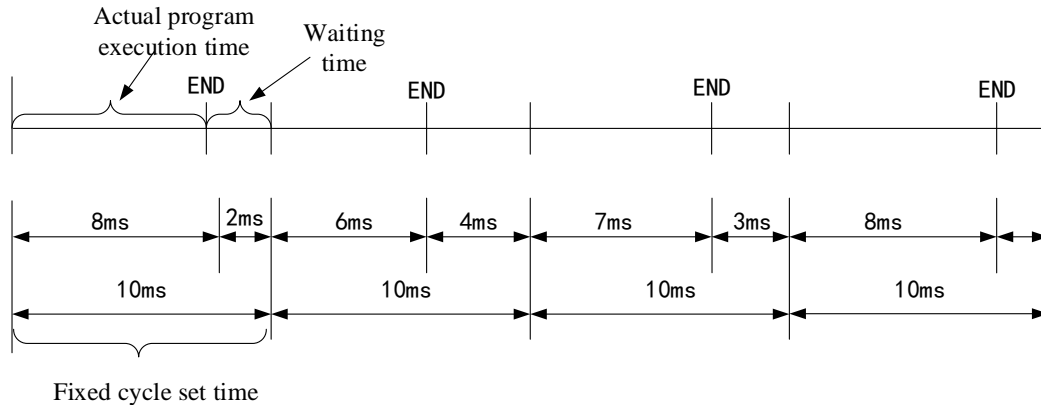 Actual program
execution time
Waiting
time
END
END
END
END
8ms
2ms
6ms
4ms
7ms
3ms
8ms
10ms
10ms
10ms
10ms
Fixed cycle set time